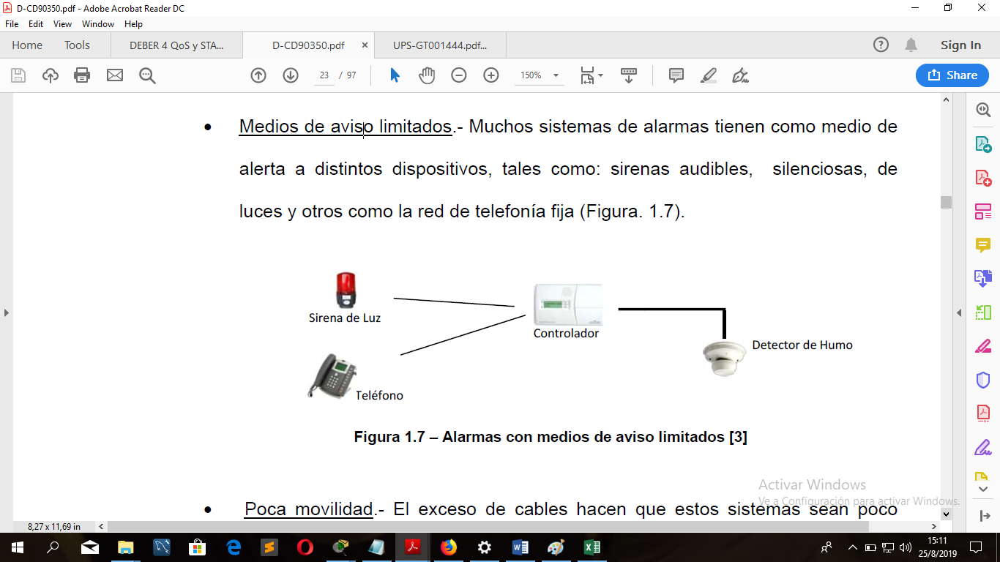 D-CD90350.pdf - Adobe Acrobat Reader DC
File Edit View Window Help
Home Tools DEBER 4 QoS y STA... D-CD90350.pdf × UPS-GT001444.pdf... Sign In
23 / 97 150% Share
• Medios de aviso limitados.- Muchos sistemas de alarmas tienen como medio de
alerta a distintos dispositivos, tales como: sirenas audibles, silenciosas, de
luces y otros como la red de telefonía fija (Figura. 1.7).
Sirena de Luz
Controlador
Detector de Humo
Teléfono
Figura 1.7 – Alarmas con medios de aviso limitados [3]
Activar Windows
Ve a Configuración para activar Windows.
• Poca movilidad.- El exceso de cables hacen que estos sistemas sean poco
8,27 x 11,69 in
15:11
25/8/2019